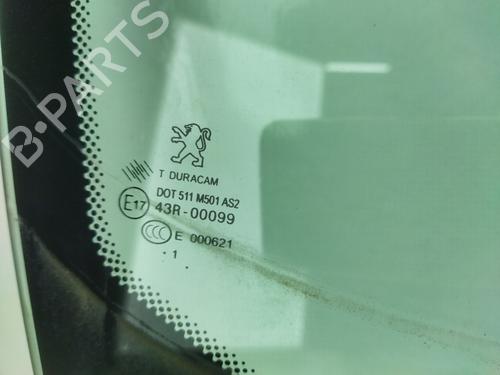 B-PARTS
T DURACAM
DOT 511 M501 AS2
E17 43R-00099
E 000621
1